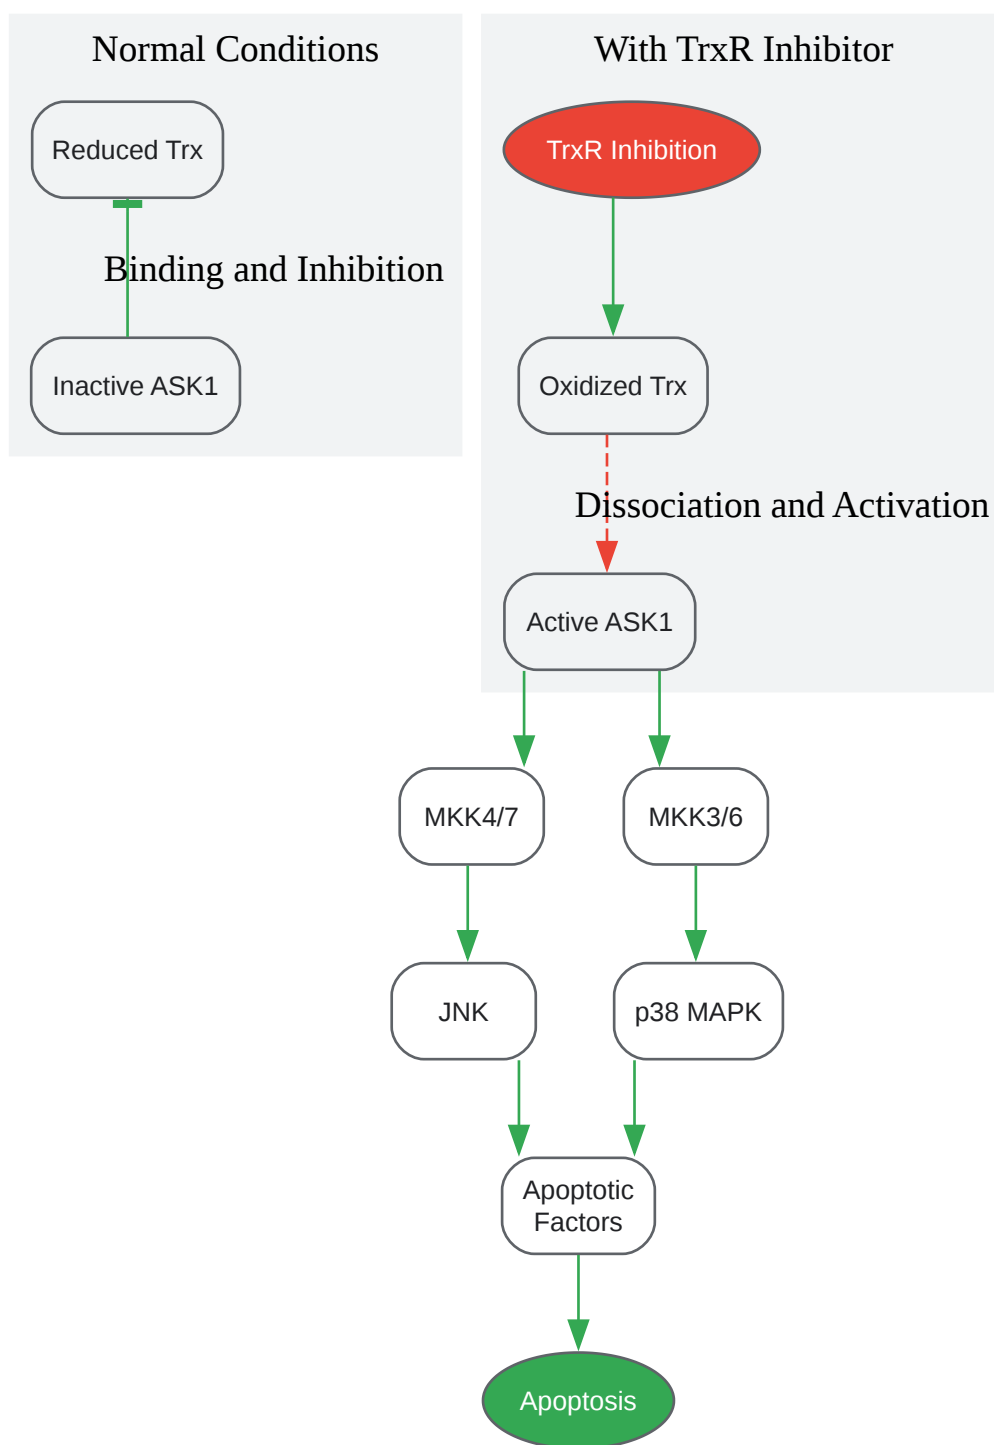 Normal Conditions
Reduced Trx
Binding and Inhibition
Inactive ASK1
With TrxR Inhibitor
TrxR Inhibition
Oxidized Trx
Dissociation and Activation
Active ASK1
MKK4/7
MKK3/6
JNK
p38 MAPK
Apoptotic
Factors
Apoptosis